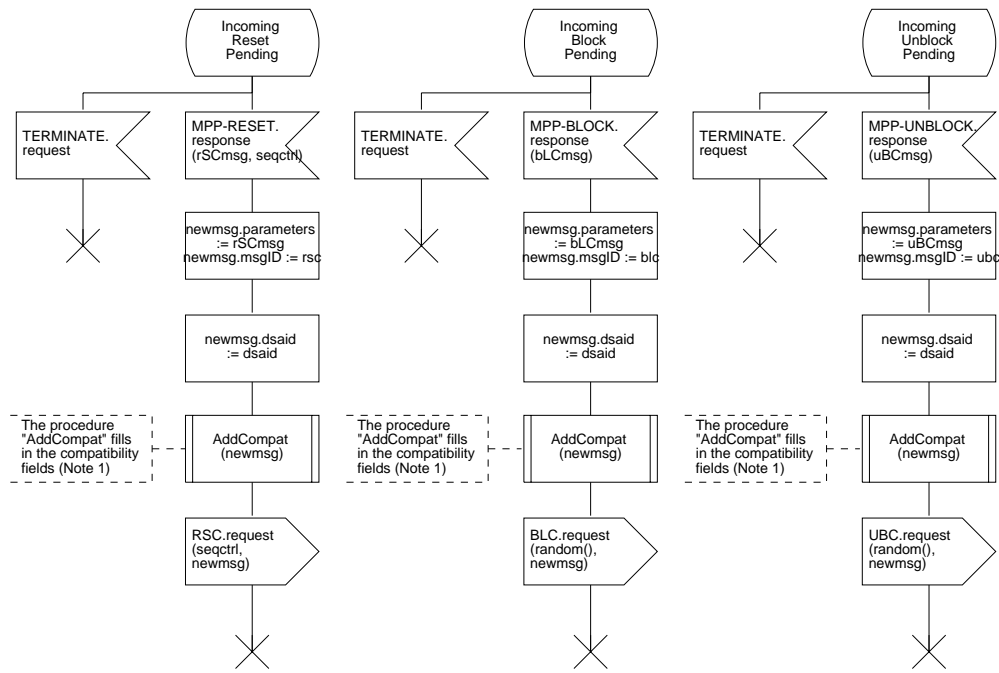 Incoming
Reset
Pending
TERMINATE.
request
MPP-RESET.
response
(rSCmsg, seqctrl)
newmsg.parameters
:= rSCmsg
newmsg.msgID := rsc
newmsg.dsaid
:= dsaid
The procedure
"AddCompat" fills
in the compatibility
fields (Note 1)
AddCompat
(newmsg)
RSC.request
(seqctrl,
newmsg)
Incoming
Block
Pending
TERMINATE.
request
MPP-BLOCK.
response
(bLCmsg)
newmsg.parameters
:= bLCmsg
newmsg.msgID := blc
newmsg.dsaid
:= dsaid
The procedure
"AddCompat" fills
in the compatibility
fields (Note 1)
AddCompat
(newmsg)
BLC.request
(random(),
newmsg)
Incoming
Unblock
Pending
TERMINATE.
request
MPP-UNBLOCK.
response
(uBCmsg)
newmsg.parameters
:= uBCmsg
newmsg.msgID := ubc
newmsg.dsaid
:= dsaid
The procedure
"AddCompat" fills
in the compatibility
fields (Note 1)
AddCompat
(newmsg)
UBC.request
(random(),
newmsg)